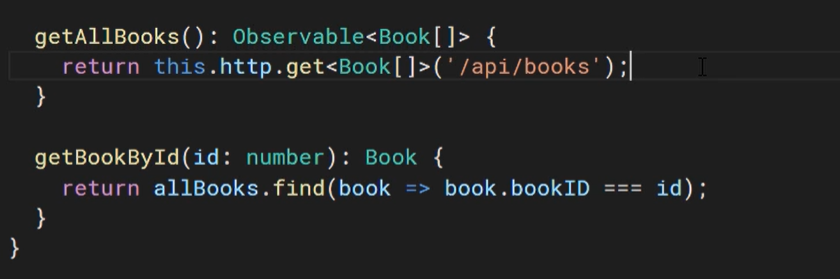 getAllBooks(): Observable<Book[]> {
return this.http.get<Book[]>('/api/books');
}
getBookById(id: number): Book {
return allBooks.find(book => book.bookID === id);
}
}